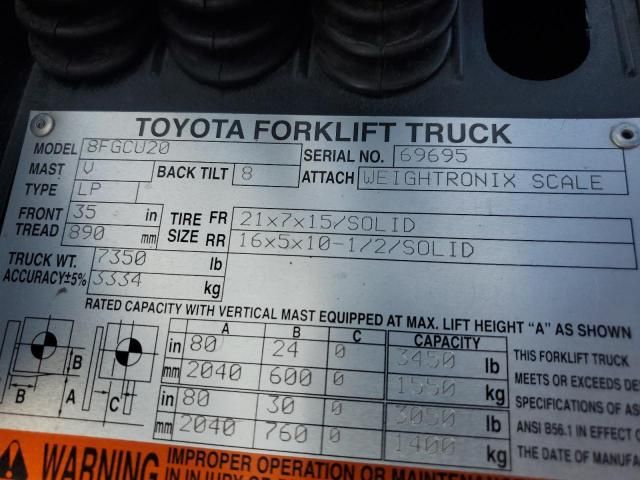 TOYOTA FORKLIFT TRUCK
MODEL 8FGCU20 SERIAL NO. 69695
MAST V BACK TILT 8 ATTACH WEIGHTRONIX SCALE
TYPE LP
FRONT TREAD 35 in TIRE SIZE FR 21x7x15/SOLID
890 mm RR 16x5x10-1/2/SOLID
TRUCK WT. 7350 lb
ACCURACY±5% 3334 kg
RATED CAPACITY WITH VERTICAL MAST EQUIPPED AT MAX. LIFT HEIGHT "A" AS SHOWN
A B C CAPACITY
in 80 24 0 3450 lb THIS FORKLIFT TRUCK
mm 2040 600 0 1550 kg MEETS OR EXCEEDS DE
in 80 30 0 3050 lb SPECIFICATIONS OF AS
mm 2040 760 0 1400 kg ANSI B56.1 IN EFFECT O
THE DATE OF MANUFA
B
B A C
WARNING IMPROPER OPERATION OR MAINTENANC